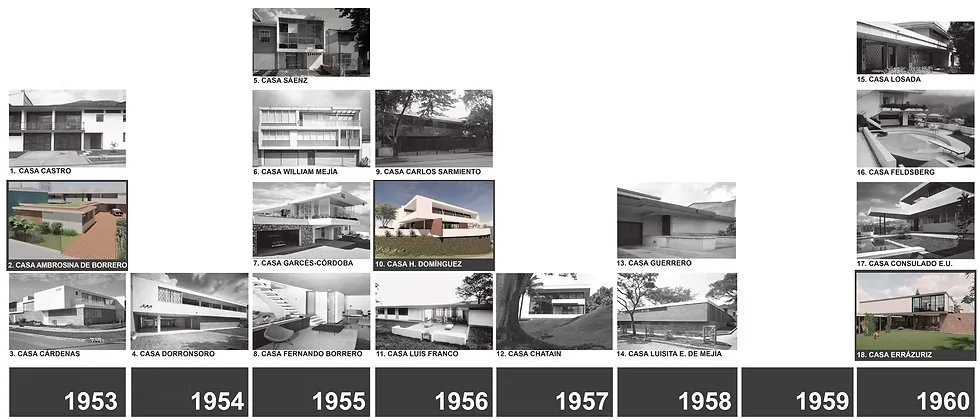 5. CASA SÁENZ
15. CASA LOSADA
1. CASA CASTRO
6. CASA WILLIAM MEJÍA
9. CASA CARLOS SARMIENTO
16. CASA FELDSBERG
2. CASA AMBROSINA DE BORRERO
7. CASA GARCÉS-CÓRDOBA
10. CASA H. DOMÍNGUEZ
13. CASA GUERRERO
17. CASA CONSULADO E.U.
3. CASA CÁRDENAS
4. CASA DORRONSORO
8. CASA FERNANDO BORRERO
11. CASA LUIS FRANCO
12. CASA CHATAIN
14. CASA LUISITA E. DE MEJÍA
18. CASA ERRÁZURIZ
1953
1954
1955
1956
1957
1958
1959
1960